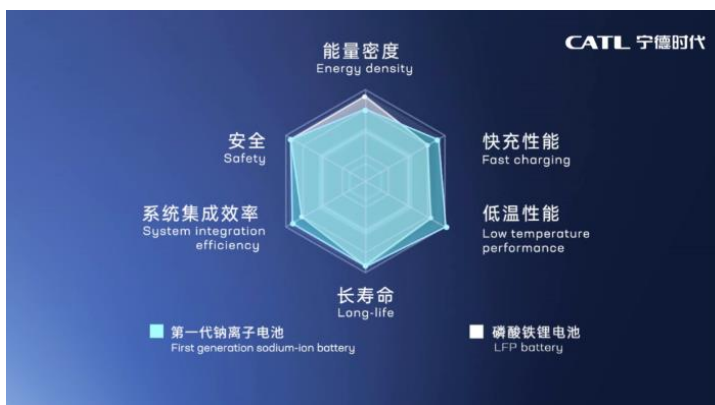 能量密度
Energy density
CATL 宁德时代
安全
Safety
快充性能
Fast charging
系统集成效率
System integration
efficiency
低温性能
Low temperature
performance
长寿命
Long-life
第一代钠离子电池
First generation sodium-ion battery
磷酸铁锂电池
LFP battery